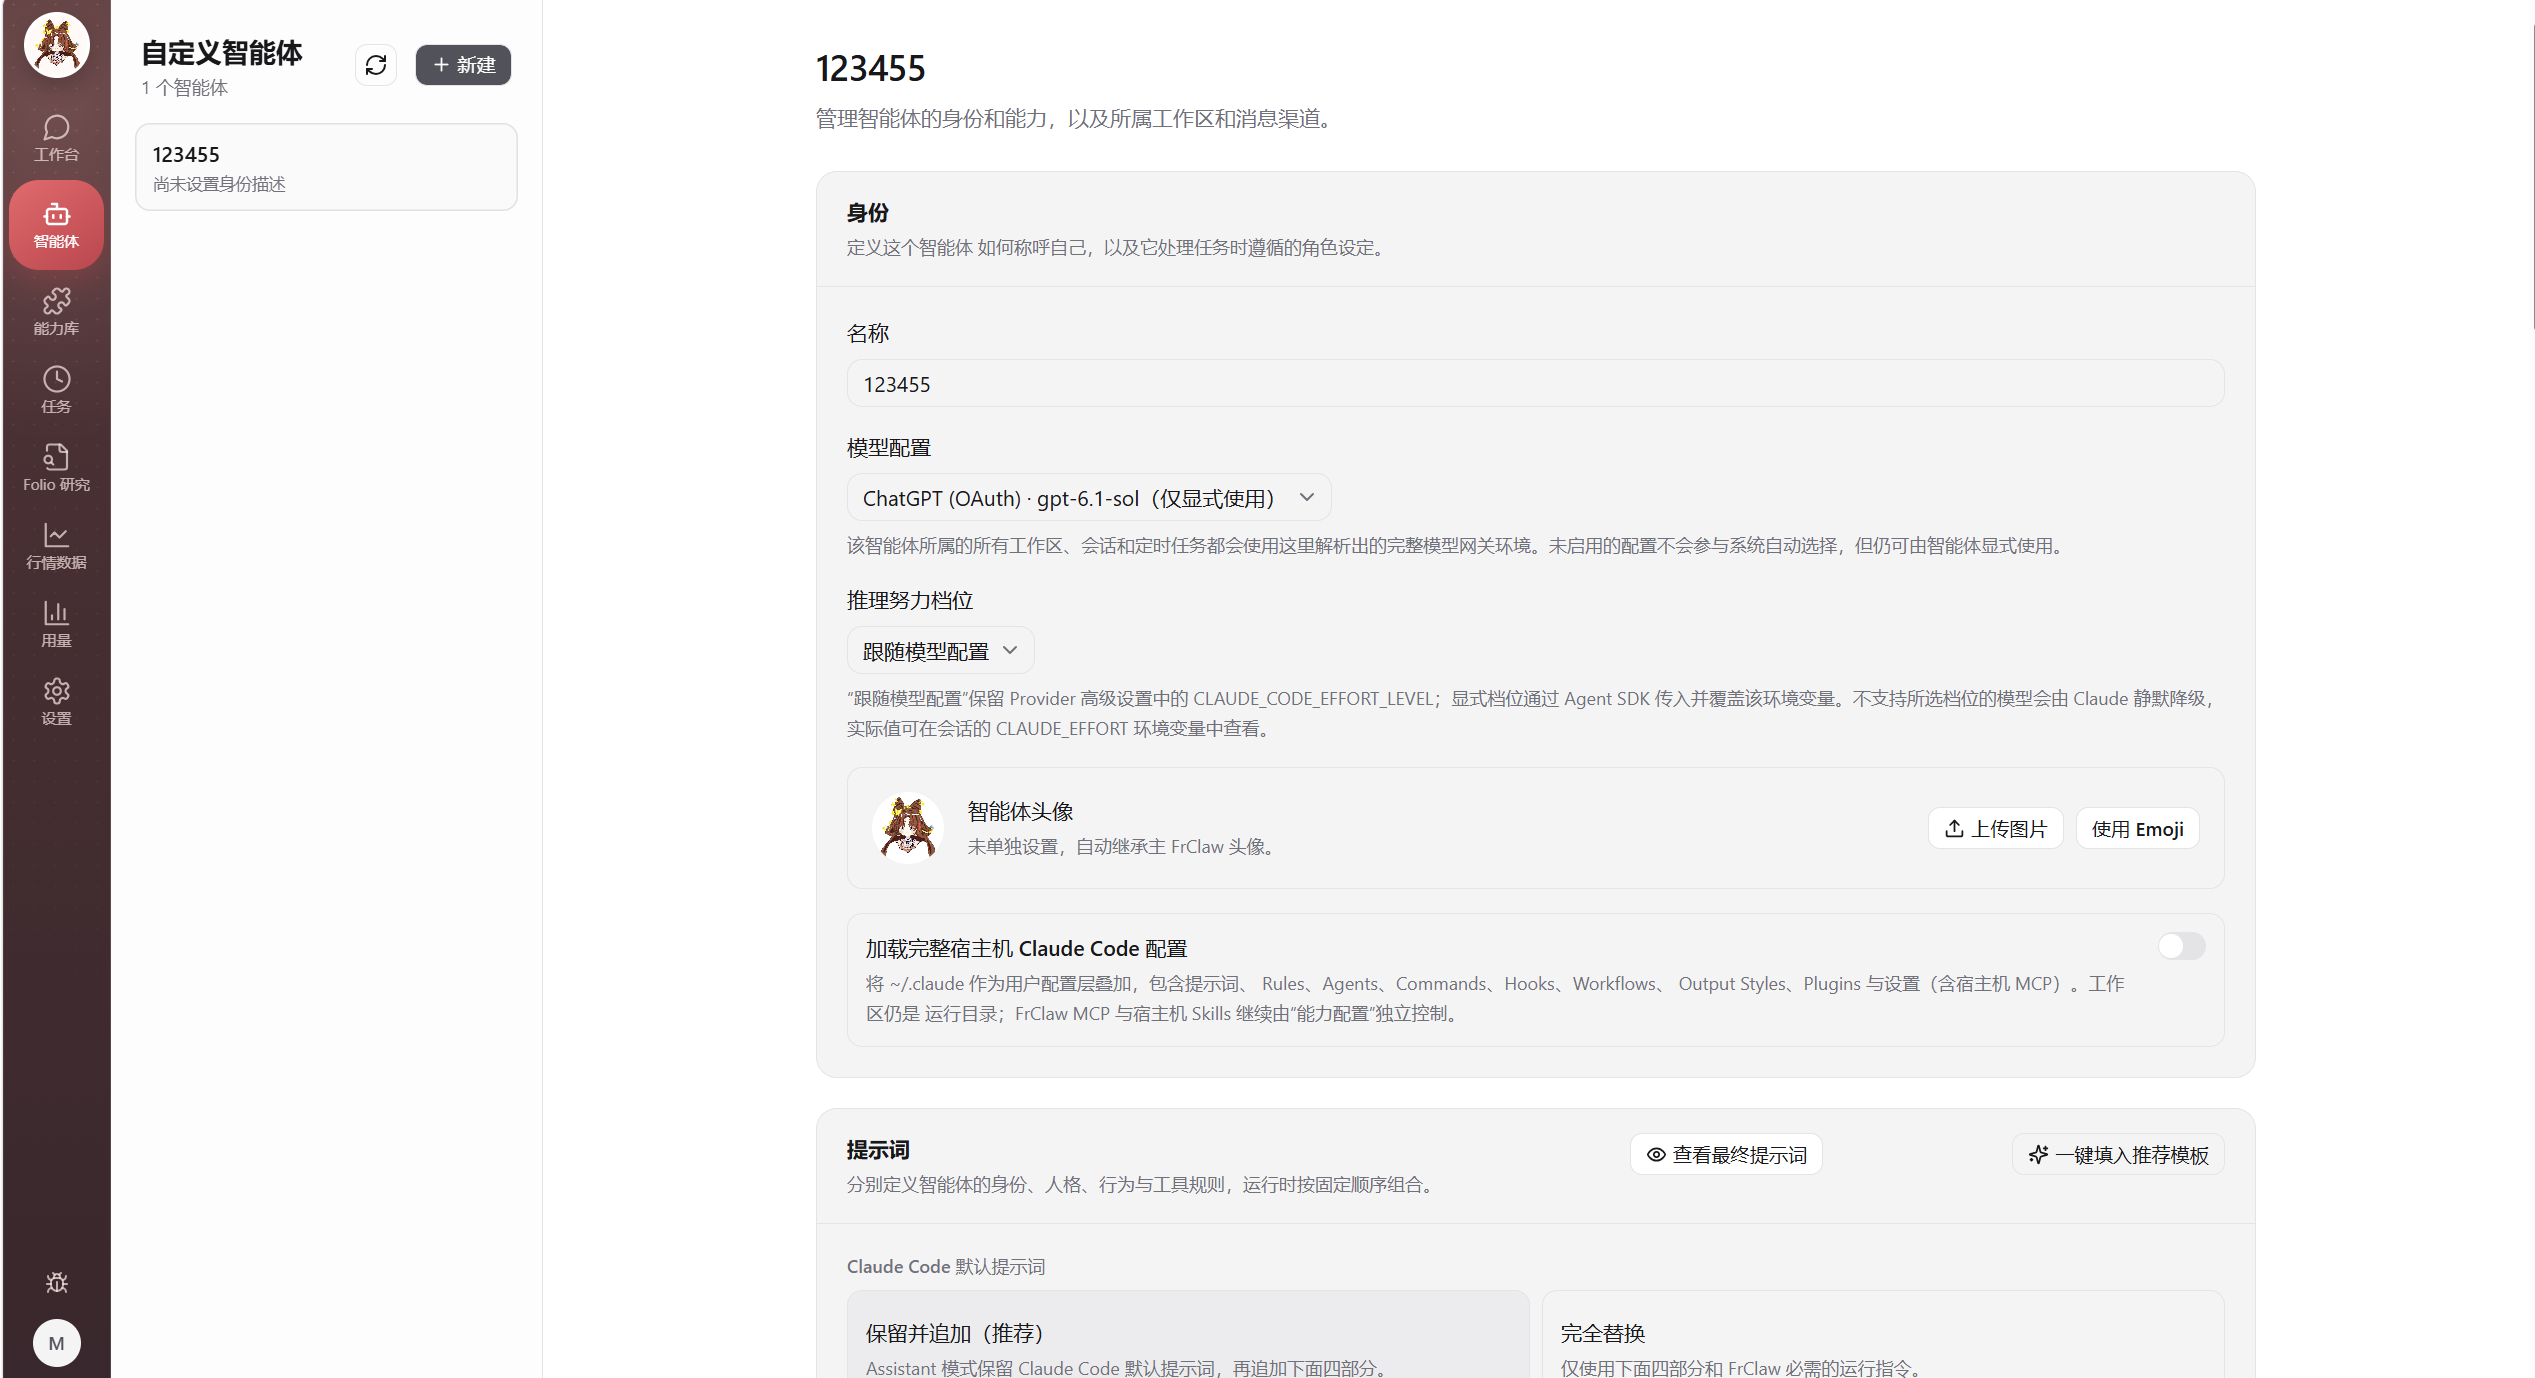 工作台
智能体
能力库
任务
Folio 研究
行情数据
用量
设置
M
自定义智能体
1 个智能体
新建
123455
尚未设置身份描述
123455
管理智能体的身份和能力，以及所属工作区和消息渠道。
身份
定义这个智能体 如何称呼自己，以及它处理任务时遵循的角色设定。
名称
123455
模型配置
ChatGPT (OAuth) · gpt-6.1-sol（仅显式使用）
该智能体所属的所有工作区、会话和定时任务都会使用这里解析出的完整模型网关环境。未启用的配置不会参与系统自动选择，但仍可由智能体显式使用。
推理努力档位
跟随模型配置
“跟随模型配置”保留 Provider 高级设置中的 CLAUDE_CODE_EFFORT_LEVEL；显式档位通过 Agent SDK 传入并覆盖该环境变量。不支持所选档位的模型会由 Claude 静默降级，
实际值可在会话的 CLAUDE_EFFORT 环境变量中查看。
智能体头像
未单独设置，自动继承主 FrClaw 头像。
上传图片
使用 Emoji
加载完整宿主机 Claude Code 配置
将 ~/.claude 作为用户配置层叠加，包含提示词、 Rules、Agents、Commands、Hooks、Workflows、 Output Styles、Plugins 与设置（含宿主机 MCP）。工作
区仍是 运行目录；FrClaw MCP 与宿主机 Skills 继续由“能力配置”独立控制。
提示词
分别定义智能体的身份、人格、行为与工具规则，运行时按固定顺序组合。
查看最终提示词
一键填入推荐模板
Claude Code 默认提示词
保留并追加（推荐）
Assistant 模式保留 Claude Code 默认提示词，再追加下面四部分。
完全替换
仅使用下面四部分和 FrClaw 必需的运行指令。